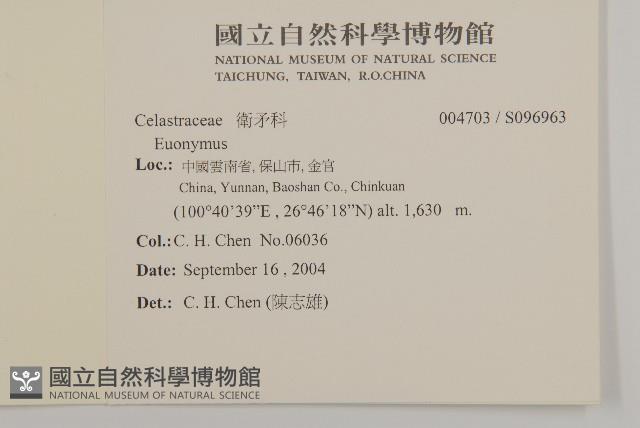 國立自然科學博物館
NATIONAL MUSEUM OF NATURAL SCIENCE
TAICHUNG, TAIWAN, R.O.CHINA
Celastraceae 衛矛科 004703 / S096963
Euonymus
Loc.: 中國雲南省, 保山市, 金官
China, Yunnan, Baoshan Co., Chinkuan
(100°40’39”E , 26°46’18”N) alt. 1,630 m.
Col.: C. H. Chen No.06036
Date: September 16 , 2004
Det.: C. H. Chen (陳志雄)
國立自然科學博物館
NATIONAL MUSEUM OF NATURAL SCIENCE